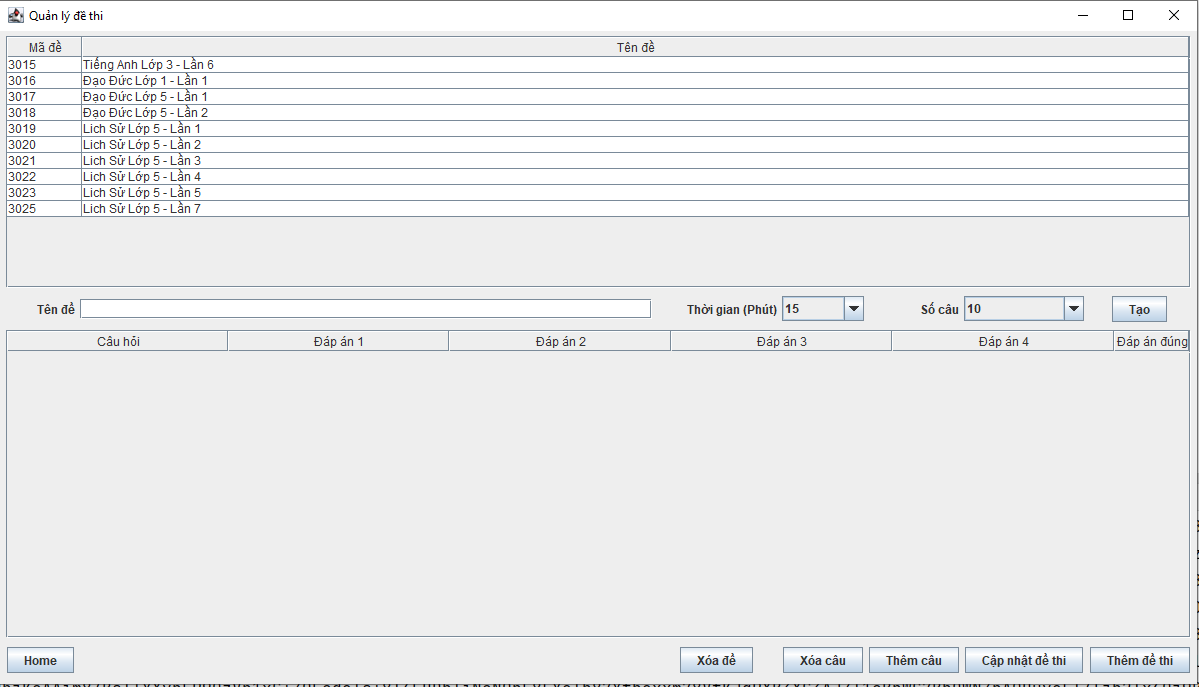 Quản lý đề thi
Mã đề Tên đề
3015 Tiếng Anh Lớp 3 - Lần 6
3016 Đạo Đức Lớp 1 - Lần 1
3017 Đạo Đức Lớp 5 - Lần 1
3018 Đạo Đức Lớp 5 - Lần 2
3019 Lich Sử Lớp 5 - Lần 1
3020 Lich Sử Lớp 5 - Lần 2
3021 Lich Sử Lớp 5 - Lần 3
3022 Lich Sử Lớp 5 - Lần 4
3023 Lich Sử Lớp 5 - Lần 5
3025 Lich Sử Lớp 5 - Lần 7
Tên đề Thời gian (Phút) 15 Số câu 10 Tạo
Câu hỏi Đáp án 1 Đáp án 2 Đáp án 3 Đáp án 4 Đáp án đúng
Home Xóa đề Xóa câu Thêm câu Cập nhật đề thi Thêm đề thi